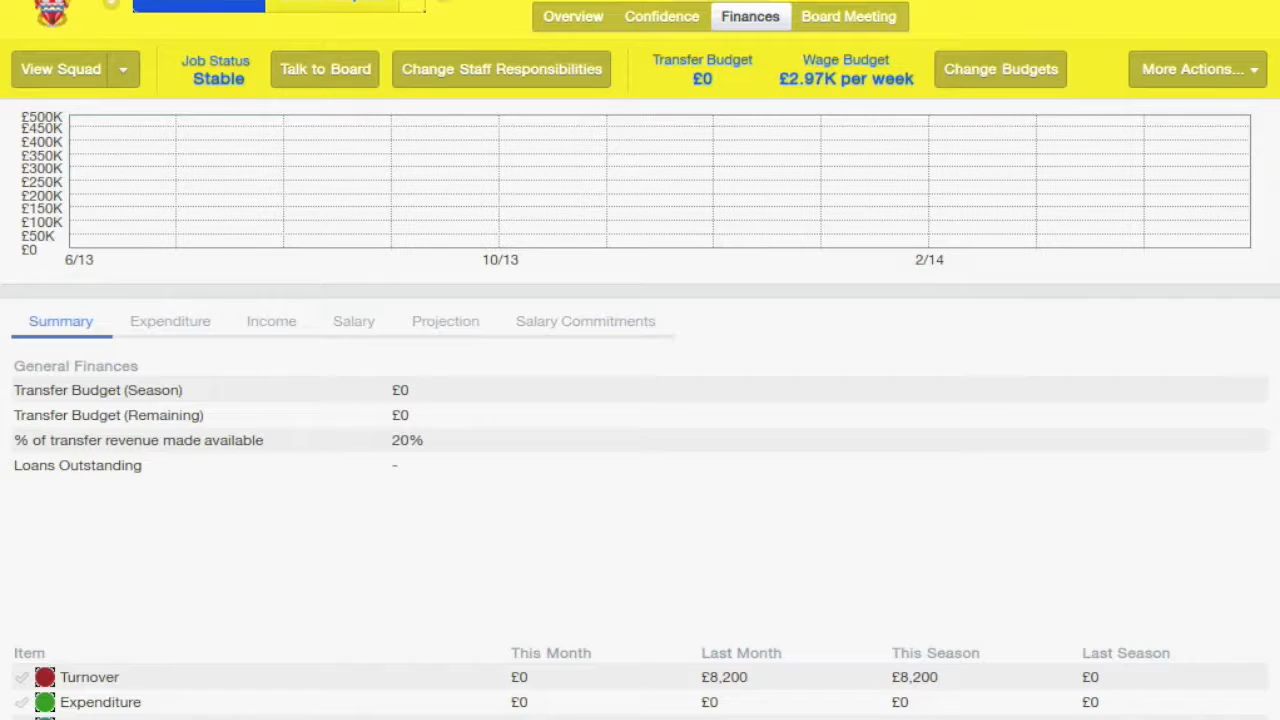 Overview Confidence Finances Board Meeting
View Squad
Job Status
Stable
Talk to Board
Change Staff Responsibilities
Transfer Budget
£0
Wage Budget
£2.97K per week
Change Budgets
More Actions...
£500K
£450K
£400K
£350K
£300K
£250K
£200K
£150K
£100K
£50K
£0
6/13 10/13 2/14
Summary Expenditure Income Salary Projection Salary Commitments
General Finances
Transfer Budget (Season) £0
Transfer Budget (Remaining) £0
% of transfer revenue made available 20%
Loans Outstanding -
Item This Month Last Month This Season Last Season
Turnover £0 £8,200 £8,200 £0
Expenditure £0 £0 £0 £0